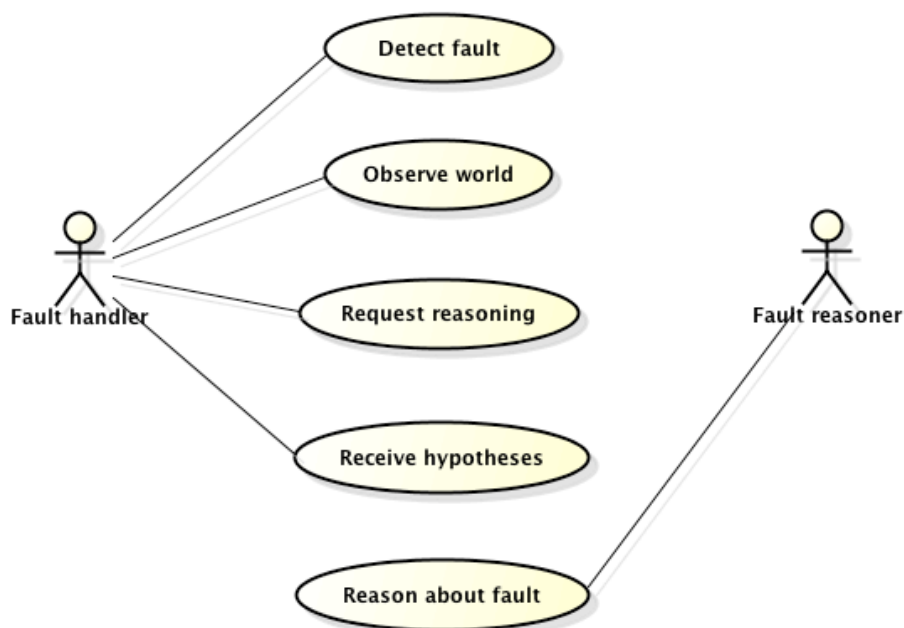 Detect fault
Observe world
Fault handler
Fault reasoner
Request reasoning
Receive hypotheses
Reason about fault